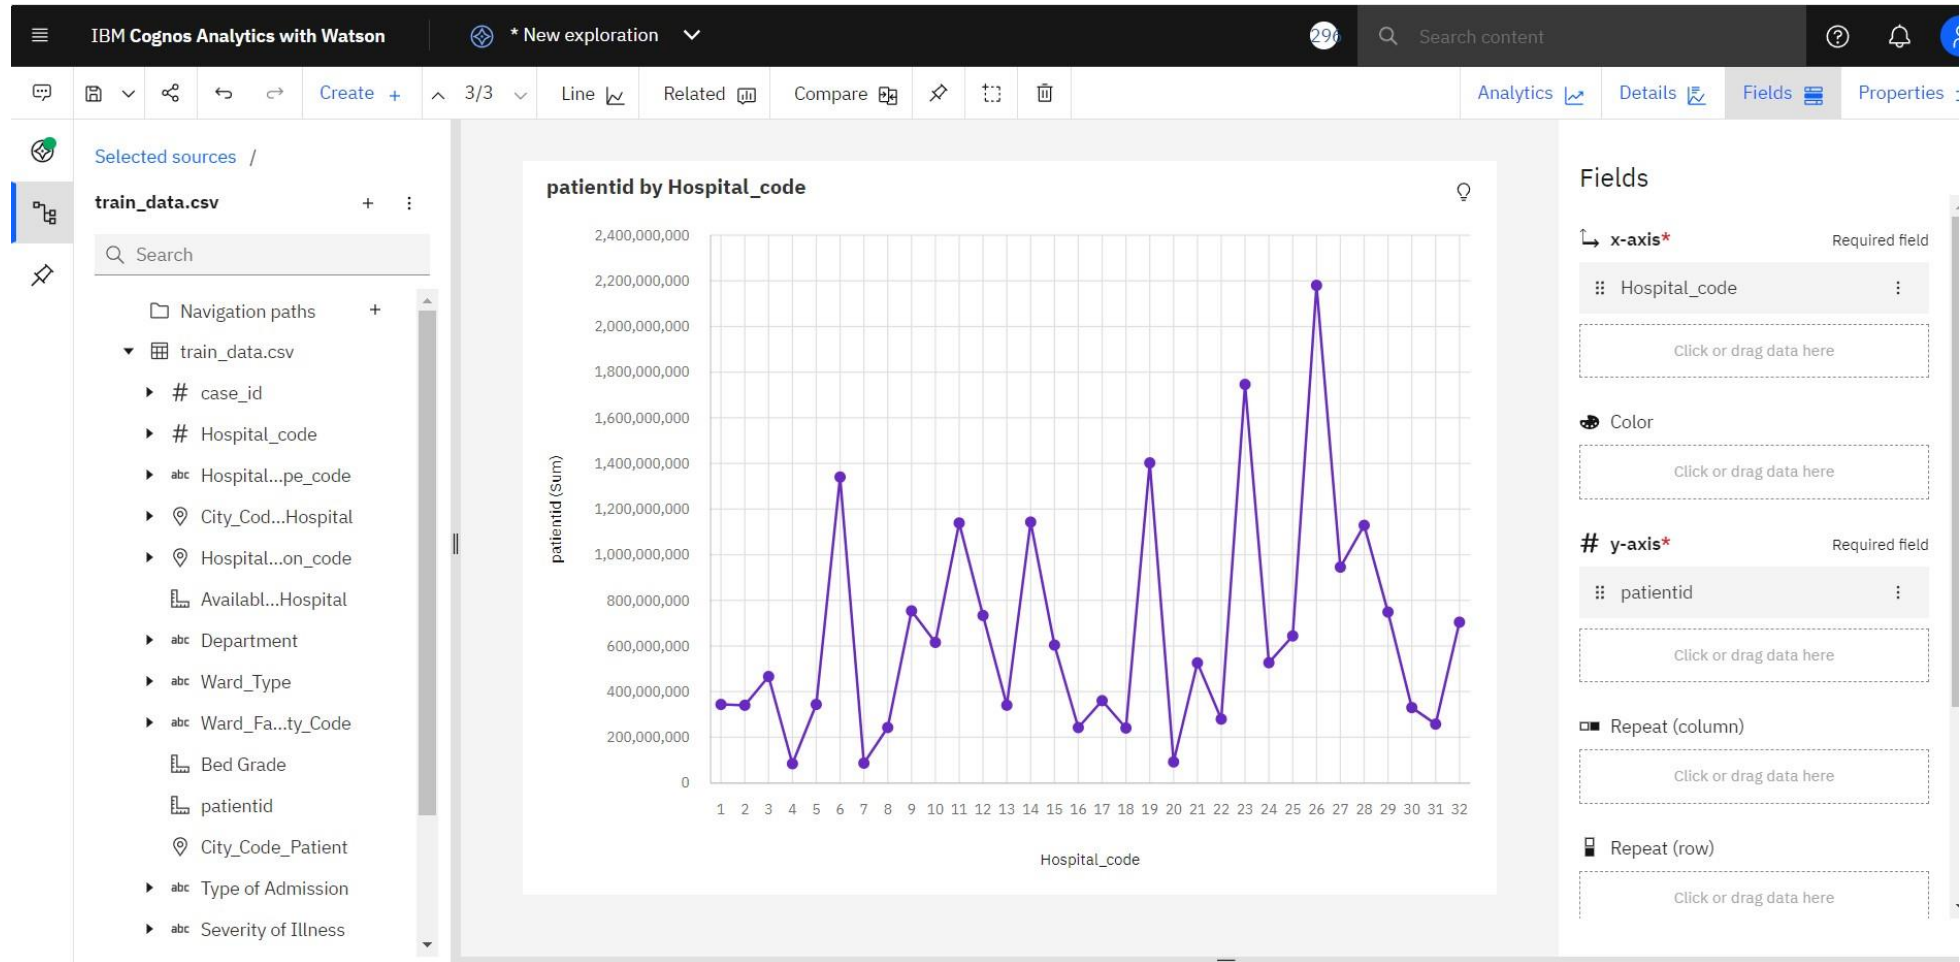 IBM Cognos Analytics with Watson
* New exploration
296
Search content
Create +
3/3
Line
Related
Compare
Analytics
Details
Fields
Properties
Selected sources /
train_data.csv
Search
Navigation paths
train_data.csv
# case_id
# Hospital_code
abc Hospital...pe_code
City_Cod...Hospital
Hospital...on_code
Availabl...Hospital
abc Department
abc Ward_Type
abc Ward_Fa...ty_Code
Bed Grade
patientid
City_Code_Patient
abc Type of Admission
abc Severity of Illness
patientid by Hospital_code
patientid (Sum)
2,400,000,000
2,200,000,000
2,000,000,000
1,800,000,000
1,600,000,000
1,400,000,000
1,200,000,000
1,000,000,000
800,000,000
600,000,000
400,000,000
200,000,000
0
1 2 3 4 5 6 7 8 9 10 11 12 13 14 15 16 17 18 19 20 21 22 23 24 25 26 27 28 29 30 31 32
Hospital_code
Fields
x-axis* Required field
Hospital_code
Click or drag data here
Color
Click or drag data here
# y-axis* Required field
patientid
Click or drag data here
Repeat (column)
Click or drag data here
Repeat (row)
Click or drag data here